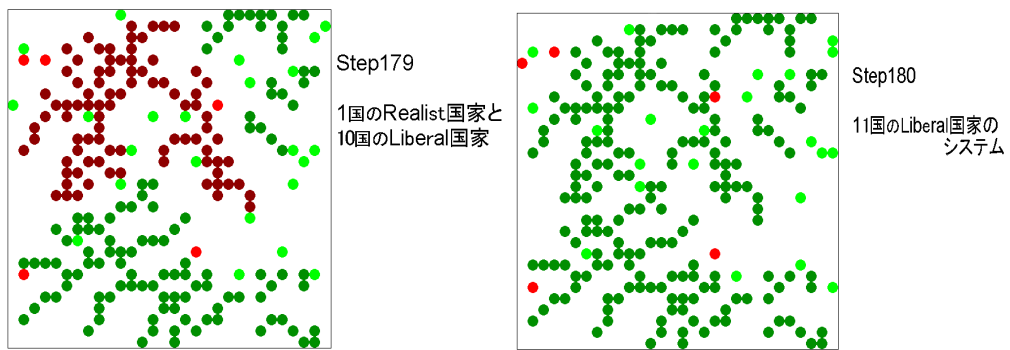 Step179
1国のRealist国家と
10国のLiberal国家
Step180
11国のLiberal国家の
システム